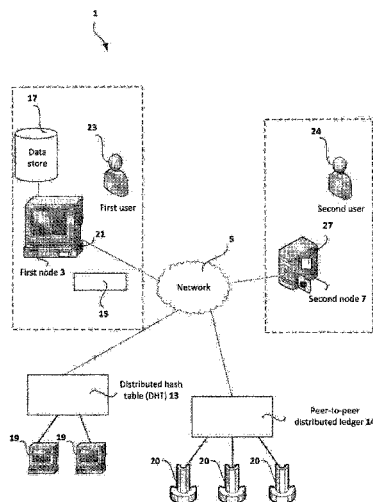 1
17
Data
store
23
First user
21
First node 3
15
5
Network
24
Second user
27
Second node 7
Distributed hash
table (DHT) 13
19
19
Peer-to-peer
distributed ledger 14
20
20
20